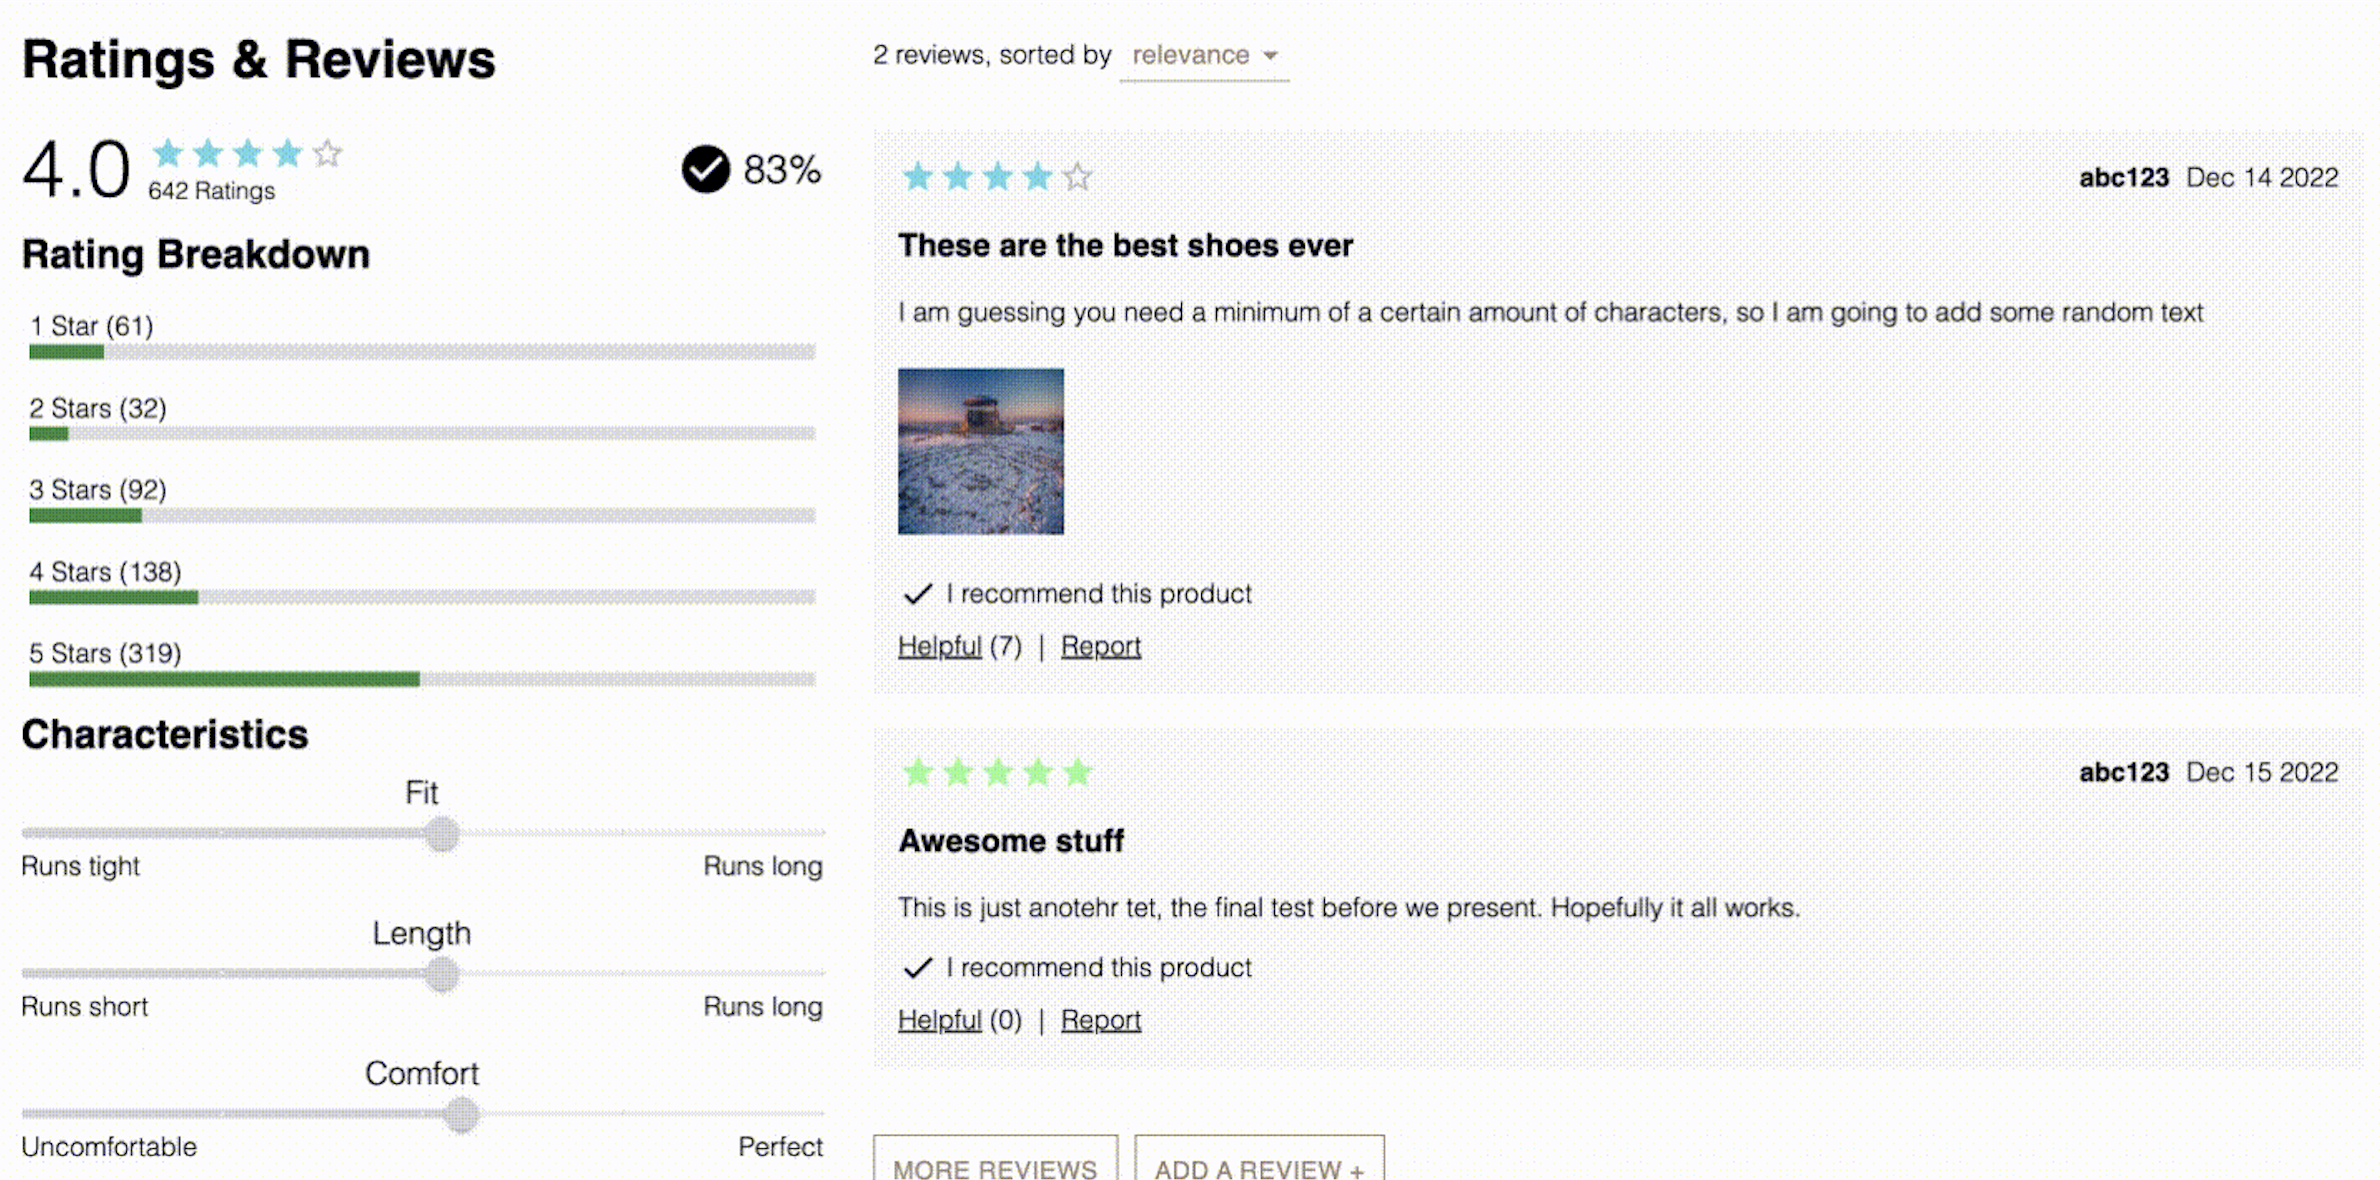 Ratings & Reviews
4.0
642 Ratings
83%
Rating Breakdown
1 Star (61)
2 Stars (32)
3 Stars (92)
4 Stars (138)
5 Stars (319)
Characteristics
Fit
Runs tight
Runs long
Length
Runs short
Runs long
Comfort
Uncomfortable
Perfect
2 reviews, sorted by relevance
abc123 Dec 14 2022
These are the best shoes ever
I am guessing you need a minimum of a certain amount of characters, so I am going to add some random text
I recommend this product
Helpful (7) | Report
abc123 Dec 15 2022
Awesome stuff
This is just anotehr tet, the final test before we present. Hopefully it all works.
I recommend this product
Helpful (0) | Report
MORE REVIEWS
ADD A REVIEW +